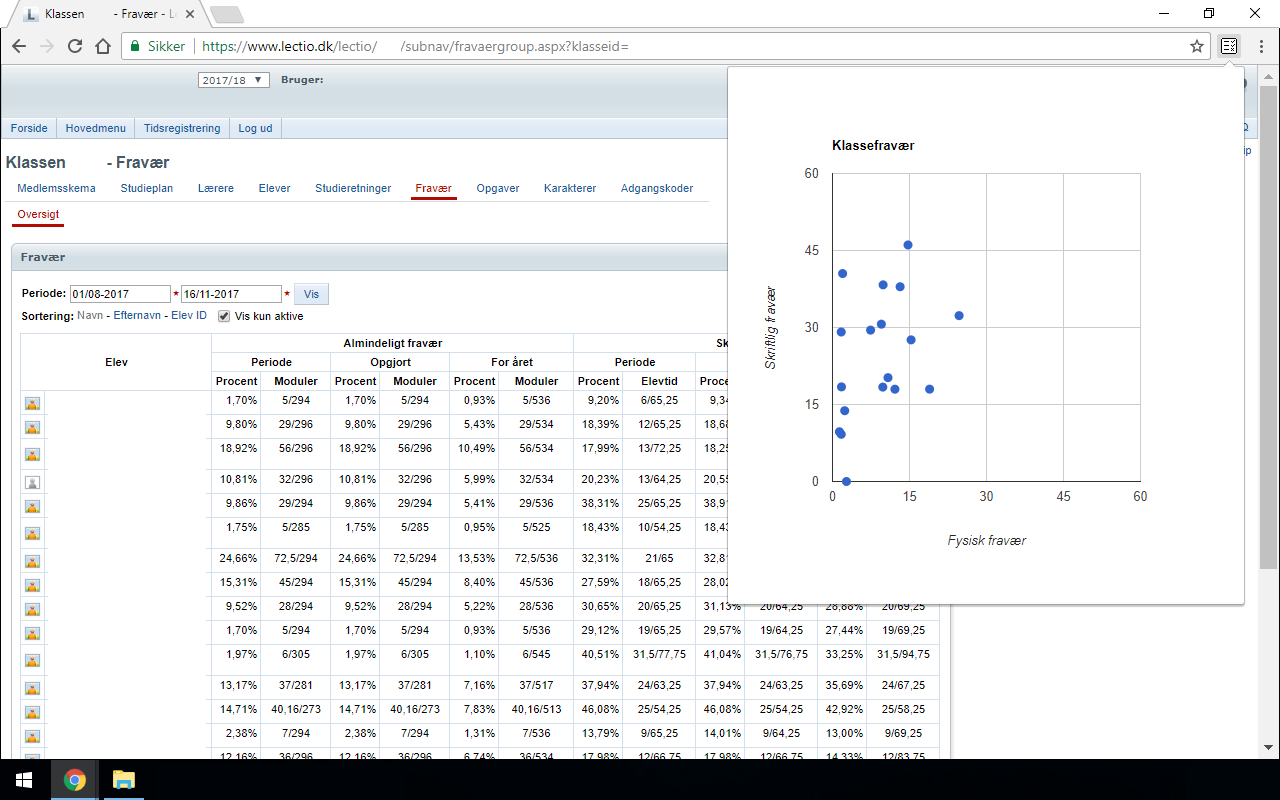 Klassen - Fravær - L
Sikker https://www.lectio.dk/lectio/ /subnav/fravaergroup.aspx?klasseid=
2017/18 Bruger:
Forside Hovedmenu Tidsregistrering Log ud
Klassen - Fravær
Medlemsskema Studieplan Lærere Elever Studieretninger Fravær Opgaver Karakterer Adgangskoder
Oversigt
Fravær
Periode: 01/08-2017 * 16/11-2017 * Vis
Sortering: Navn - Efternavn - Elev ID Vis kun aktive
Elev
Almindeligt fravær Sk
Periode Opgjort For året Periode
Procent Moduler Procent Moduler Procent Moduler Procent Elevtid Proce
1,70% 5/294 1,70% 5/294 0,93% 5/536 9,20% 6/65,25 9,34
9,80% 29/296 9,80% 29/296 5,43% 29/534 18,39% 12/65,25 18,68
18,92% 56/296 18,92% 56/296 10,49% 56/534 17,99% 13/72,25 18,25
10,81% 32/296 10,81% 32/296 5,99% 32/534 20,23% 13/64,25 20,55
9,86% 29/294 9,86% 29/294 5,41% 29/536 38,31% 25/65,25 38,91
1,75% 5/285 1,75% 5/285 0,95% 5/525 18,43% 10/54,25 18,43
24,66% 72,5/294 24,66% 72,5/294 13,53% 72,5/536 32,31% 21/65 32,81
15,31% 45/294 15,31% 45/294 8,40% 45/536 27,59% 18/65,25 28,02
9,52% 28/294 9,52% 28/294 5,22% 28/536 30,65% 20/65,25 31,13% 20/64,25 28,88% 20/69,25
1,70% 5/294 1,70% 5/294 0,93% 5/536 29,12% 19/65,25 29,57% 19/64,25 27,44% 19/69,25
1,97% 6/305 1,97% 6/305 1,10% 6/545 40,51% 31,5/77,75 41,04% 31,5/76,75 33,25% 31,5/94,75
13,17% 37/281 13,17% 37/281 7,16% 37/517 37,94% 24/63,25 37,94% 24/63,25 35,69% 24/67,25
14,71% 40,16/273 14,71% 40,16/273 7,83% 40,16/513 46,08% 25/54,25 46,08% 25/54,25 42,92% 25/58,25
2,38% 7/294 2,38% 7/294 1,31% 7/536 13,79% 9/65,25 14,01% 9/64,25 13,00% 9/69,25
12,16% 36/296 12,16% 36/296 6,74% 36/534 17,98% 12/66,75 17,98% 12/66,75 14,33% 12/83,75
Klassefravær
60
45
30
15
0
0 15 30 45 60
Skriftlig fravær
Fysisk fravær